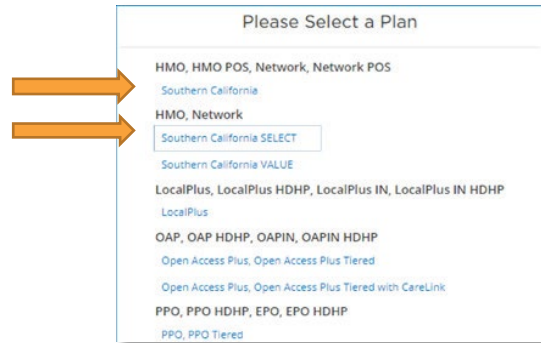 Please Select a Plan
HMO, HMO POS, Network, Network POS
Southern California
HMO, Network
Southern California SELECT
Southern California VALUE
LocalPlus, LocalPlus HDHP, LocalPlus IN, LocalPlus IN HDHP
LocalPlus
OAP, OAP HDHP, OAPIN, OAPIN HDHP
Open Access Plus, Open Access Plus Tiered
Open Access Plus, Open Access Plus Tiered with CareLink
PPO, PPO HDHP, EPO, EPO HDHP
PPO, PPO Tiered